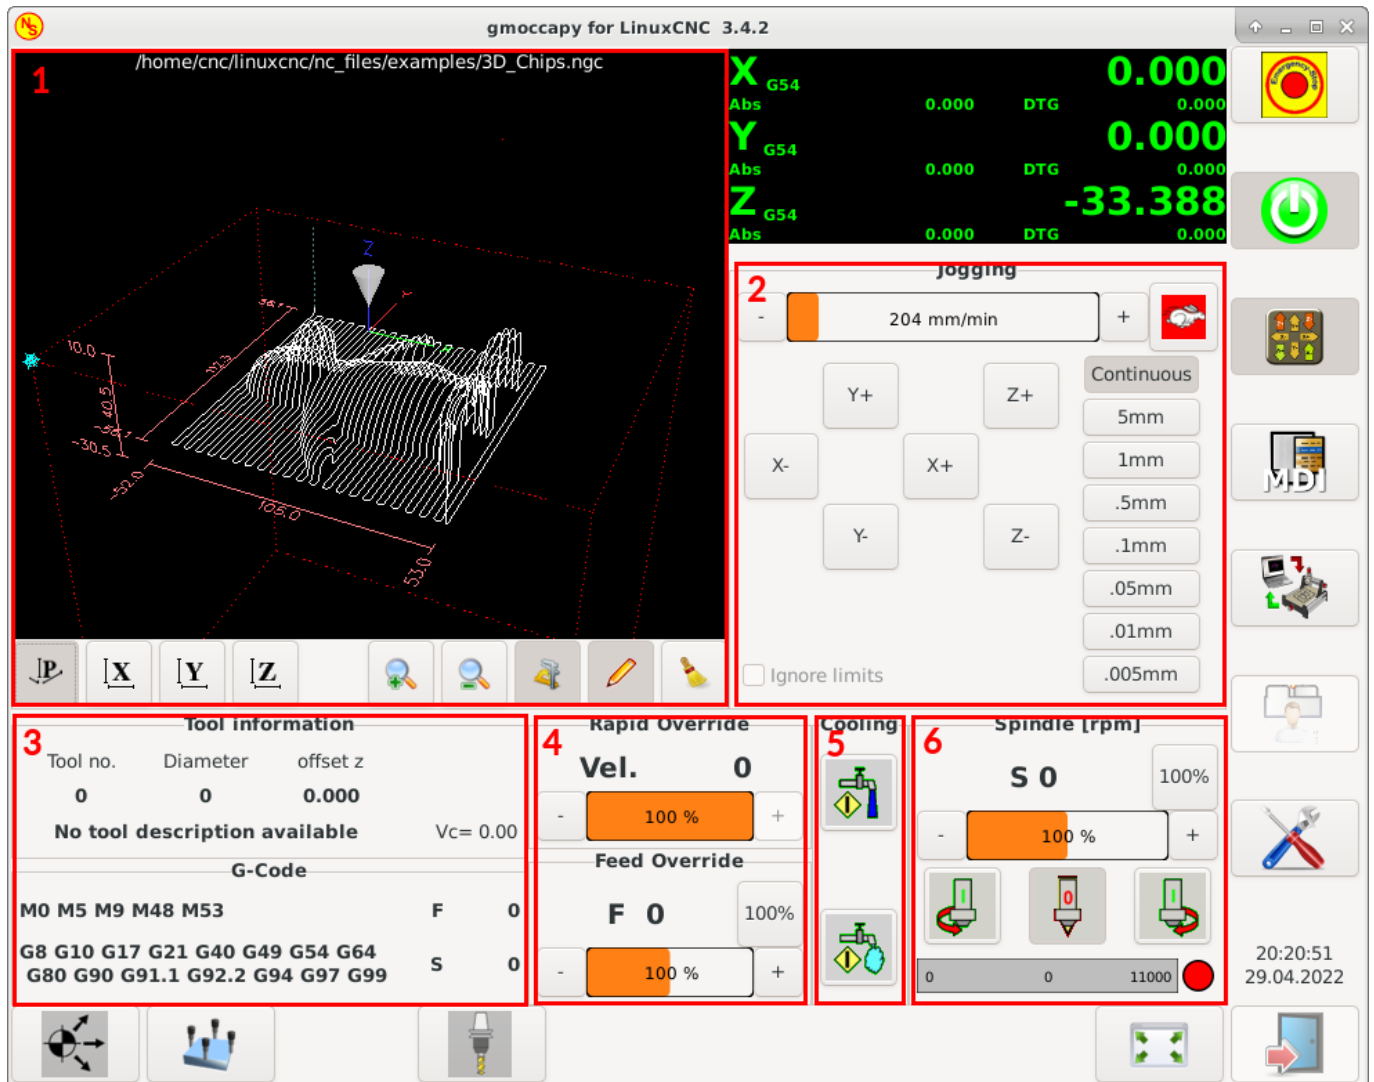 NS
gmoccapy for LinuxCNC 3.4.2
1
/home/cnc/linuxcnc/nc_files/examples/3D_Chips.ngc
Z
10.0
40.5
-30.5
-52.0
105.0
53.0
P
X
Y
Z
X G54 0.000
Abs 0.000 DTG 0.000
Y G54 0.000
Abs 0.000 DTG 0.000
Z G54 -33.388
Abs 0.000 DTG 0.000
Emergency-Stop
2
Jogging
- 204 mm/min +
Y+ Z+
X- X+
Y- Z-
Continuous
5mm
1mm
.5mm
.1mm
.05mm
.01mm
.005mm
Ignore limits
MDI
3
Tool information
Tool no. Diameter offset z
0 0 0.000
No tool description available Vc= 0.00
G-Code
M0 M5 M9 M48 M53 F 0
G8 G10 G17 G21 G40 G49 G54 G64
G80 G90 G91.1 G92.2 G94 G97 G99
S 0
4
Rapid Override
Vel. 0
- 100 % +
Feed Override
F 0 100%
- 100 % +
5
Cooling
6
Spindle [rpm]
S 0 100%
- 100 % +
I 0 I
0 0 11000
20:20:51
29.04.2022